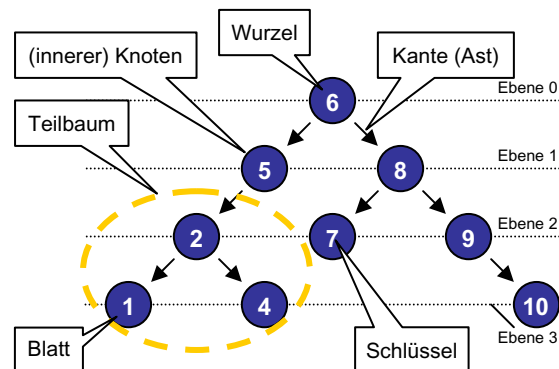 Wurzel
(innerer) Knoten
Kante (Ast)
Ebene 0
6
Teilbaum
Ebene 1
5
8
Ebene 2
2
7
9
1
4
10
Ebene 3
Blatt
Schlüssel